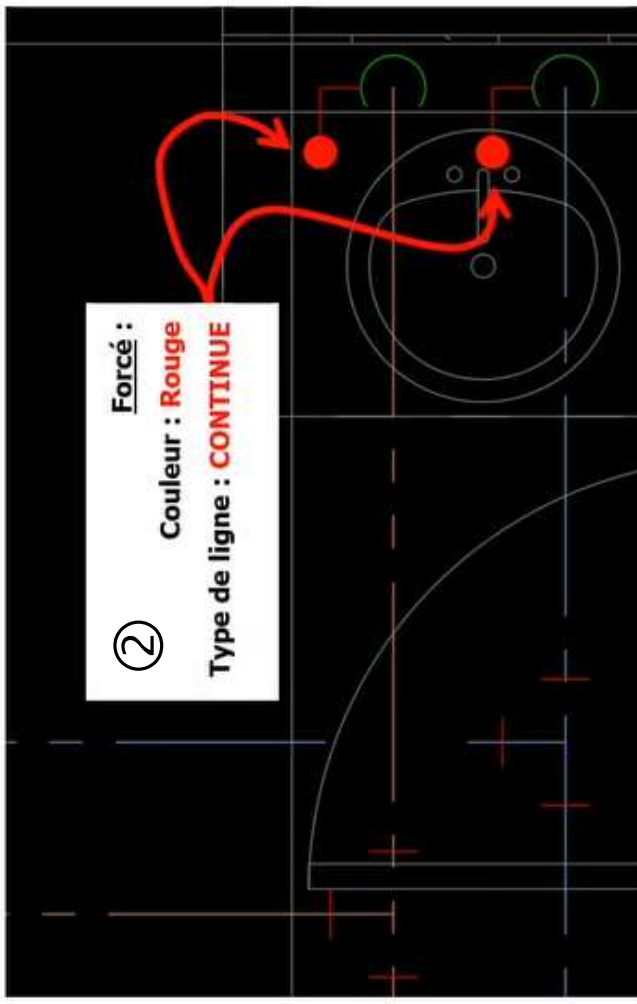 Forcé :
Couleur : Rouge
Type de ligne : CONTINUE
②